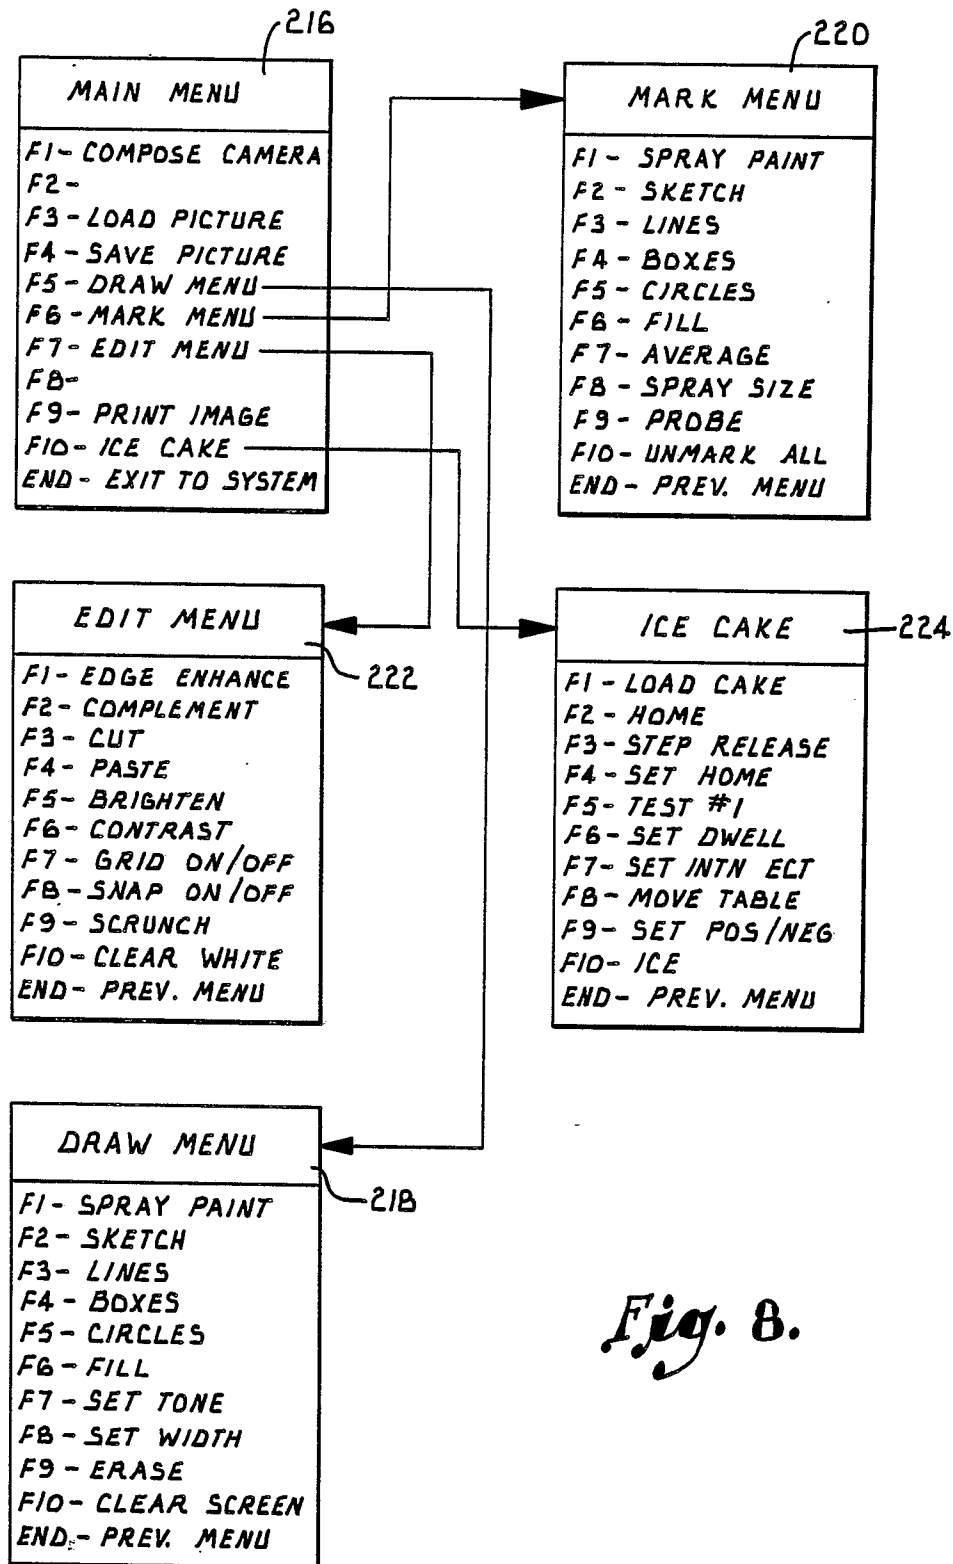 216
MAIN MENU
F1- COMPOSE CAMERA
F2-
F3- LOAD PICTURE
F4- SAVE PICTURE
F5- DRAW MENU
F6- MARK MENU
F7- EDIT MENU
F8-
F9- PRINT IMAGE
F10- ICE CAKE
END- EXIT TO SYSTEM
220
MARK MENU
F1- SPRAY PAINT
F2- SKETCH
F3- LINES
F4- BOXES
F5- CIRCLES
F6- FILL
F7- AVERAGE
F8- SPRAY SIZE
F9- PROBE
F10- UNMARK ALL
END- PREV. MENU
EDIT MENU
222
F1- EDGE ENHANCE
F2- COMPLEMENT
F3- CUT
F4- PASTE
F5- BRIGHTEN
F6- CONTRAST
F7- GRID ON/OFF
F8- SNAP ON/OFF
F9- SCRUNCH
F10- CLEAR WHITE
END- PREV. MENU
ICE CAKE
224
F1- LOAD CAKE
F2- HOME
F3- STEP RELEASE
F4- SET HOME
F5- TEST #1
F6- SET DWELL
F7- SET INTN ECT
F8- MOVE TABLE
F9- SET POS/NEG
F10- ICE
END- PREV. MENU
DRAW MENU
218
F1- SPRAY PAINT
F2- SKETCH
F3- LINES
F4- BOXES
F5- CIRCLES
F6- FILL
F7- SET TONE
F8- SET WIDTH
F9- ERASE
F10- CLEAR SCREEN
END- PREV. MENU
Fig. 8.